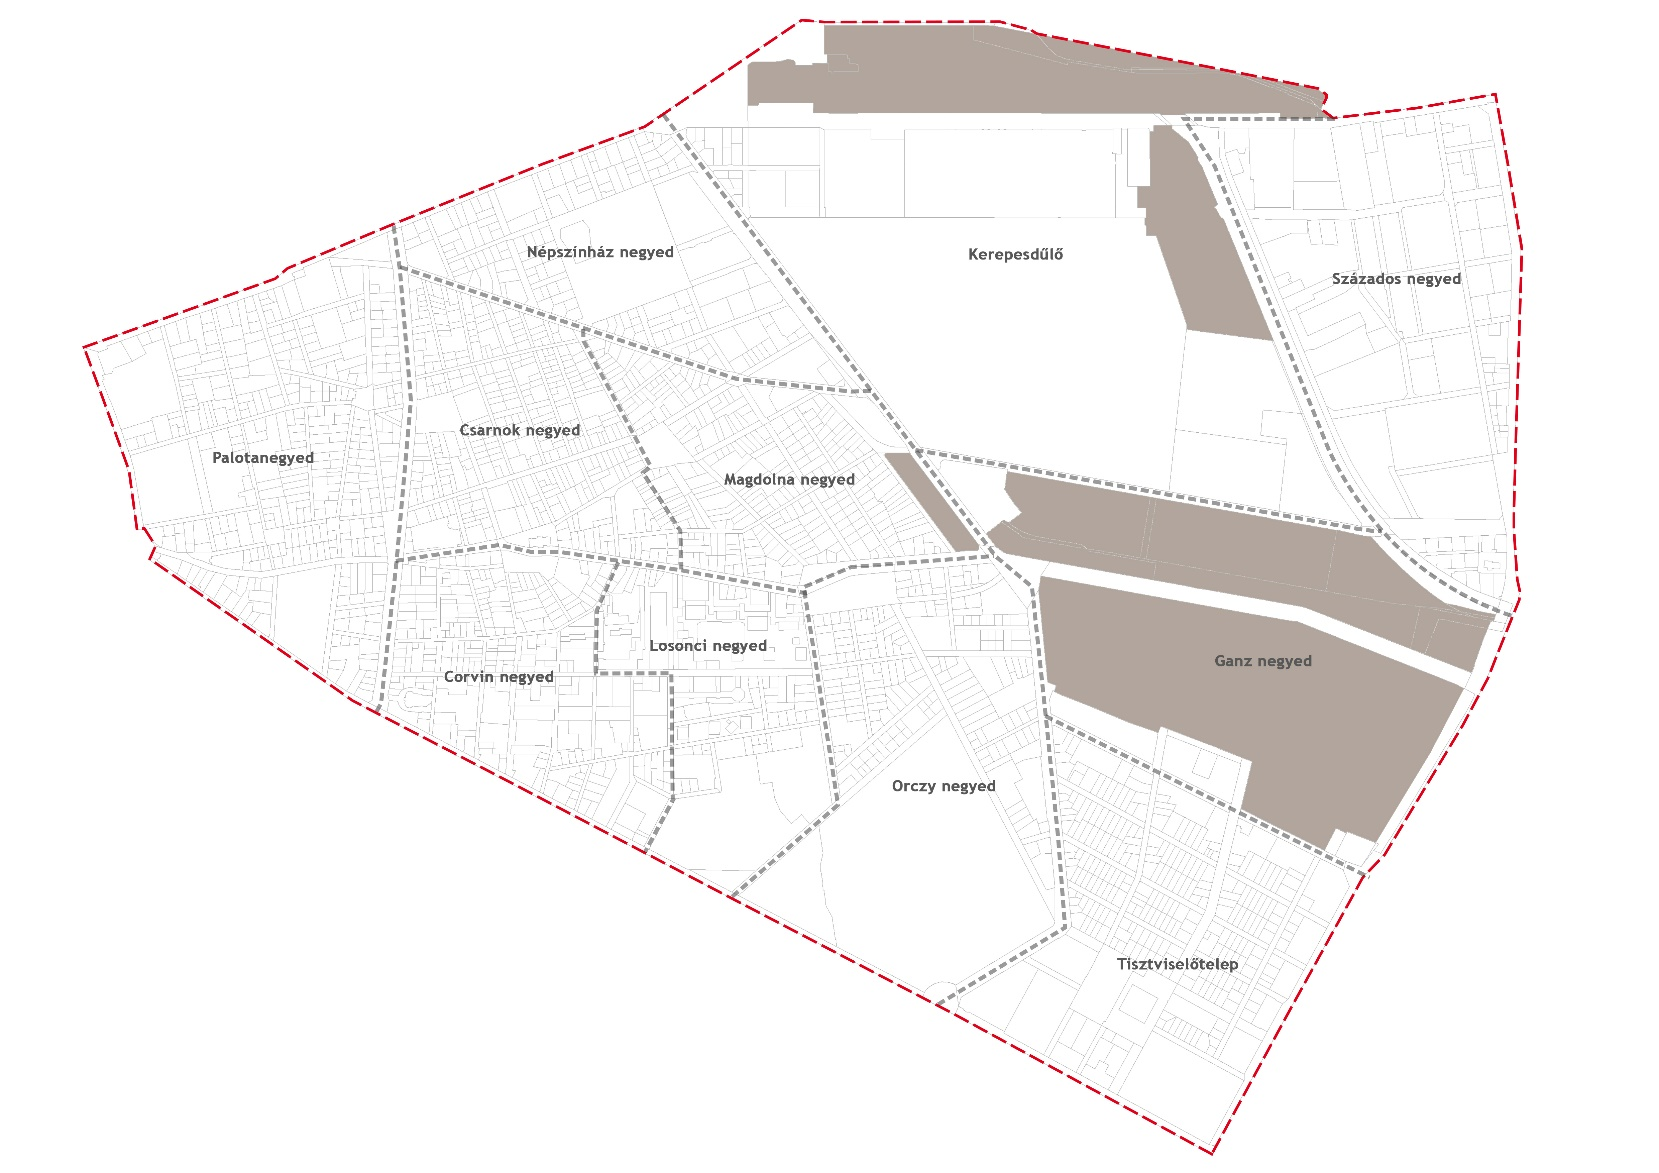 Népszínház negyed
Kerepesdűlő
Százados negyed
Csarnok negyed
Palotanegyed
Magdolna negyed
Losonci negyed
Ganz negyed
Corvin negyed
Orczy negyed
Tisztviselőtelep